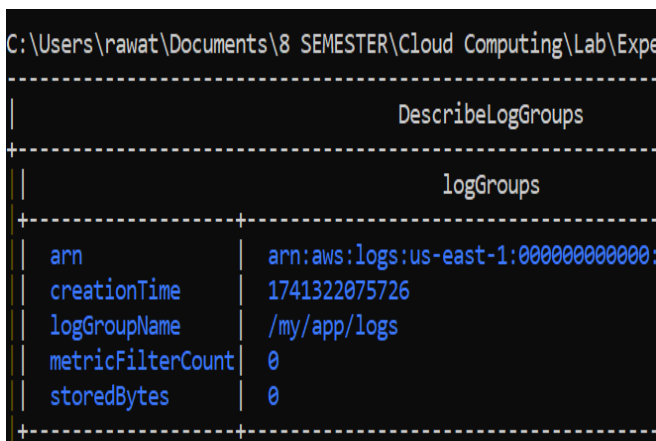 C:\Users\rawat\Documents\8 SEMESTER\Cloud Computing\Lab\Expe
DescribeLogGroups
logGroups
arn | arn:aws:logs:us-east-1:000000000000:
creationTime | 1741322075726
logGroupName | /my/app/logs
metricFilterCount| 0
storedBytes | 0